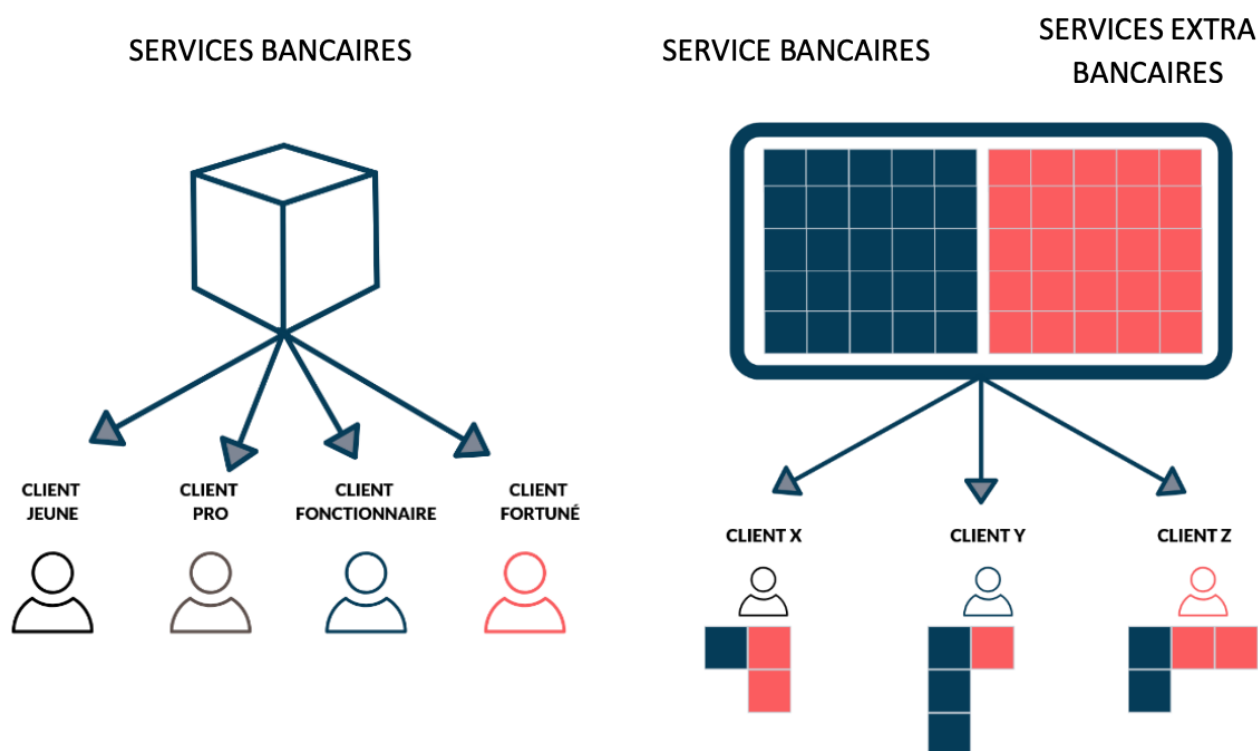 SERVICES BANCAIRES
CLIENT
JEUNE
CLIENT
PRO
CLIENT
FONCTIONNAIRE
CLIENT
FORTUNÉ
SERVICE BANCAIRES
SERVICES EXTRA
BANCAIRES
CLIENT X
CLIENT Y
CLIENT Z